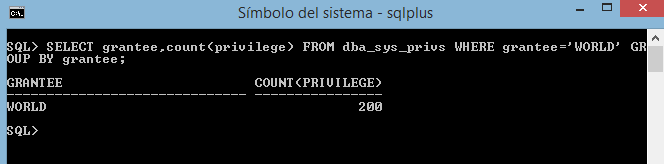 Símbolo del sistema - sqlplus
SQL> SELECT grantee,count(privilege) FROM dba_sys_privs WHERE grantee='WORLD' GR
OUP BY grantee;
GRANTEE COUNT(PRIVILEGE)
------------------------------ ----------------
WORLD 200
SQL>